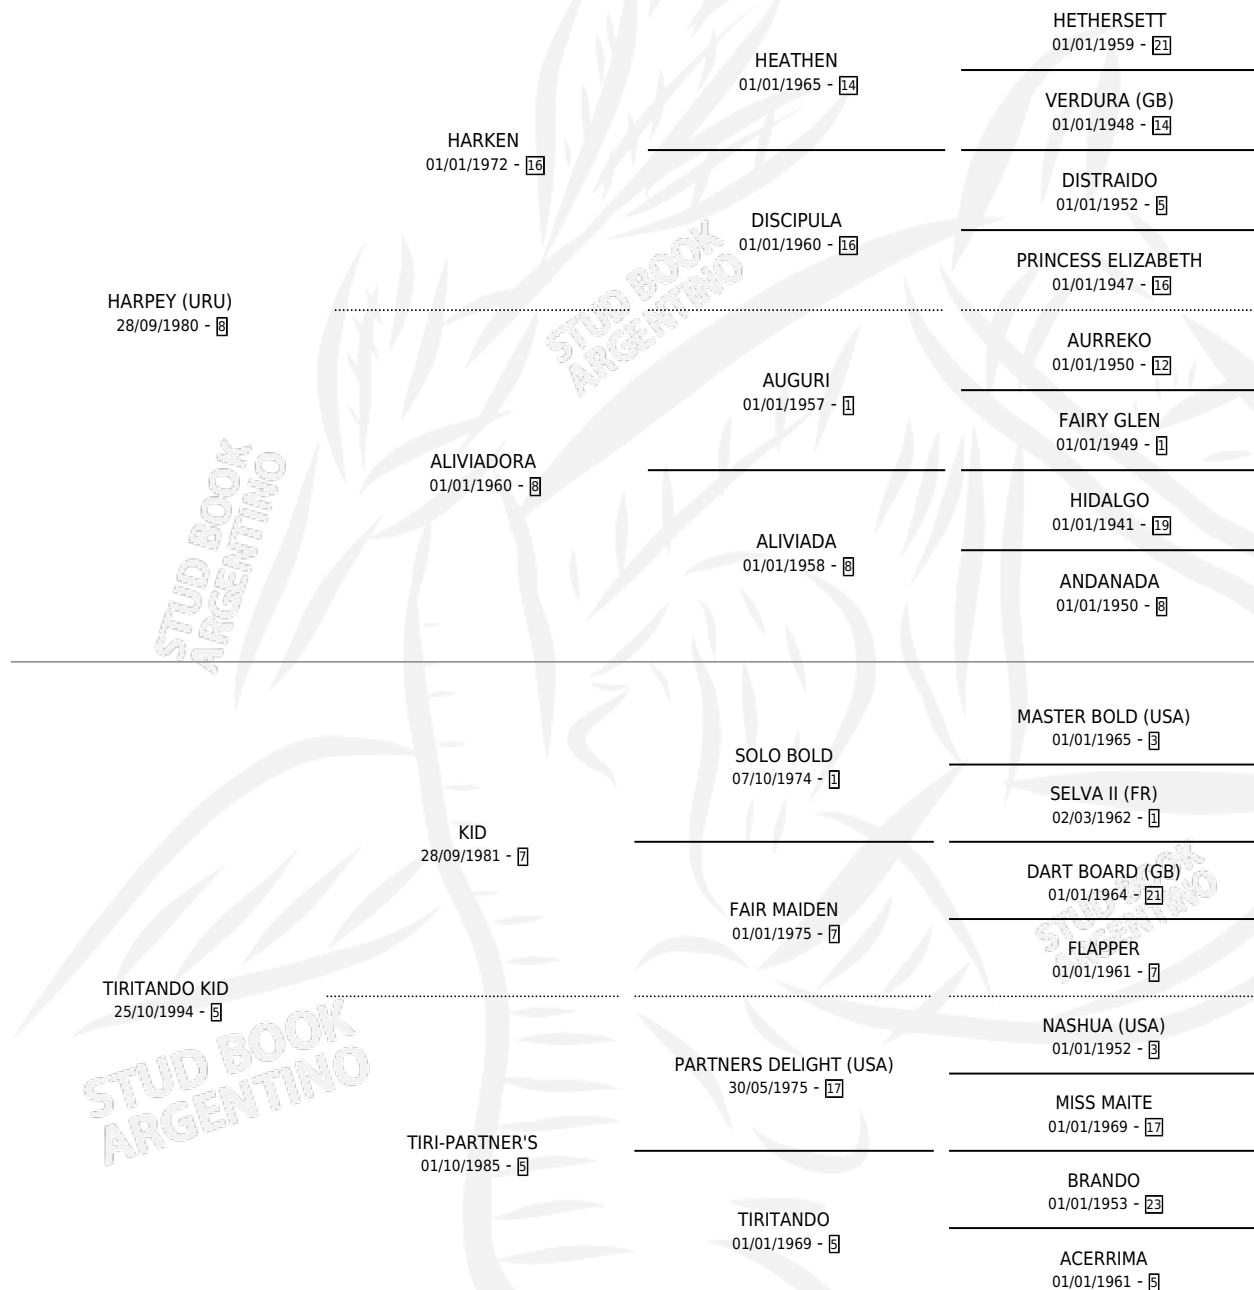 HETHERSETT
01/01/1959 - 21
HEATHEN
01/01/1965 - 14
VERDURA (GB)
01/01/1948 - 14
HARKEN
01/01/1972 - 16
DISTRAIDO
01/01/1952 - 5
DISCIPULA
01/01/1960 - 16
PRINCESS ELIZABETH
01/01/1947 - 16
HARPEY (URU)
28/09/1980 - 8
AURREKO
01/01/1950 - 12
AUGURI
01/01/1957 - 1
FAIRY GLEN
01/01/1949 - 1
ALIVIADORA
01/01/1960 - 8
HIDALGO
01/01/1941 - 19
ALIVIADA
01/01/1958 - 8
ANDANADA
01/01/1950 - 8
STUD BOOK
ARGENTINO
STUD BOOK
ARGENTINO
MASTER BOLD (USA)
01/01/1965 - 3
SOLO BOLD
07/10/1974 - 1
SELVA II (FR)
02/03/1962 - 1
KID
28/09/1981 - 7
DART BOARD (GB)
01/01/1964 - 21
FAIR MAIDEN
01/01/1975 - 7
FLAPPER
01/01/1961 - 7
STUD BOOK
ARGENTINO
TIRITANDO KID
25/10/1994 - 5
NASHUA (USA)
01/01/1952 - 3
PARTNERS DELIGHT (USA)
30/05/1975 - 17
MISS MAITE
01/01/1969 - 17
TIRI-PARTNER'S
01/10/1985 - 5
BRANDO
01/01/1953 - 23
TIRITANDO
01/01/1969 - 5
ACERRIMA
01/01/1961 - 5
STUD BOOK
ARGENTINO